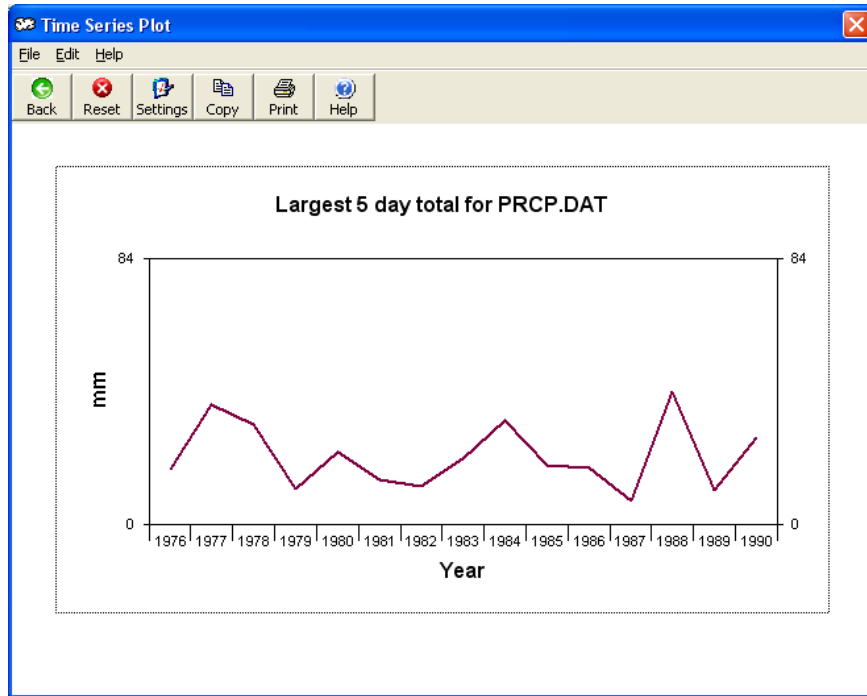 Time Series Plot
File Edit Help
Back Reset Settings Copy Print Help
Largest 5 day total for PRCP.DAT
84 84
mm
0 0
1976 1977 1978 1979 1980 1981 1982 1983 1984 1985 1986 1987 1988 1989 1990
Year